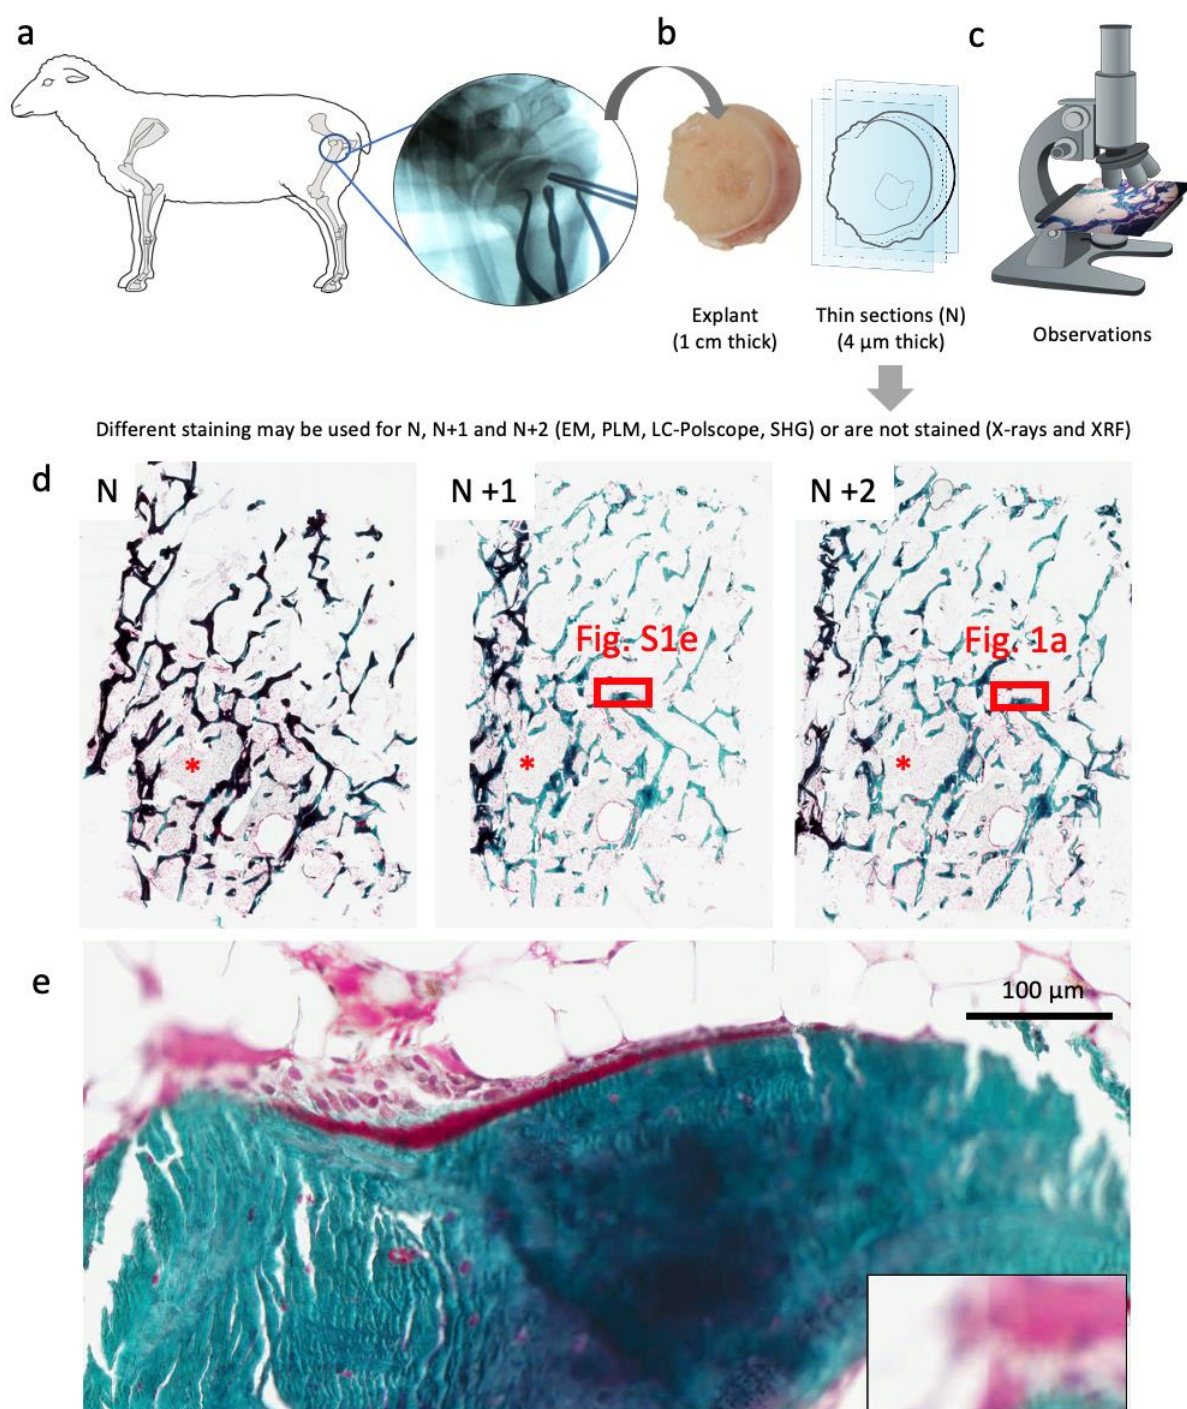 a
b
c
Explant
(1 cm thick)
Thin sections (N)
(4 µm thick)
Observations
Different staining may be used for N, N+1 and N+2 (EM, PLM, LC-Polscope, SHG) or are not stained (X-rays and XRF)
d
N
N +1
N +2
Fig. S1e
Fig. 1a
*
*
*
e
100 µm